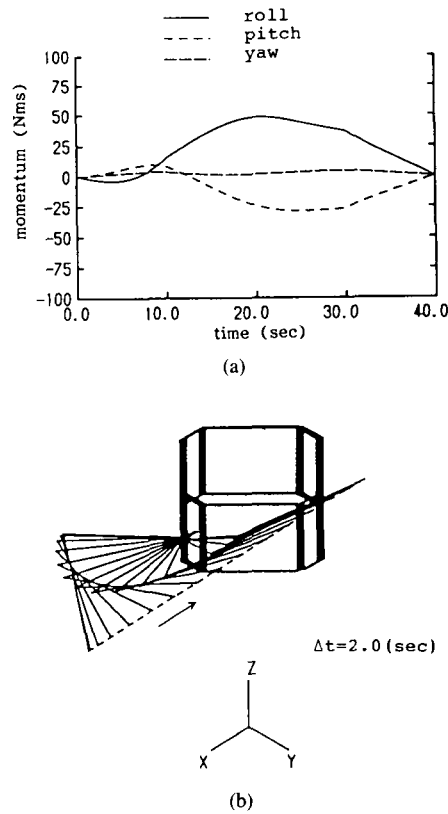 roll
pitch
yaw
momentum (Nms)
100
75
50
25
0
-25
-50
-75
-100
0.0 10.0 20.0 30.0 40.0
time (sec)
(a)
Δt=2.0(sec)
Z
X Y
(b)